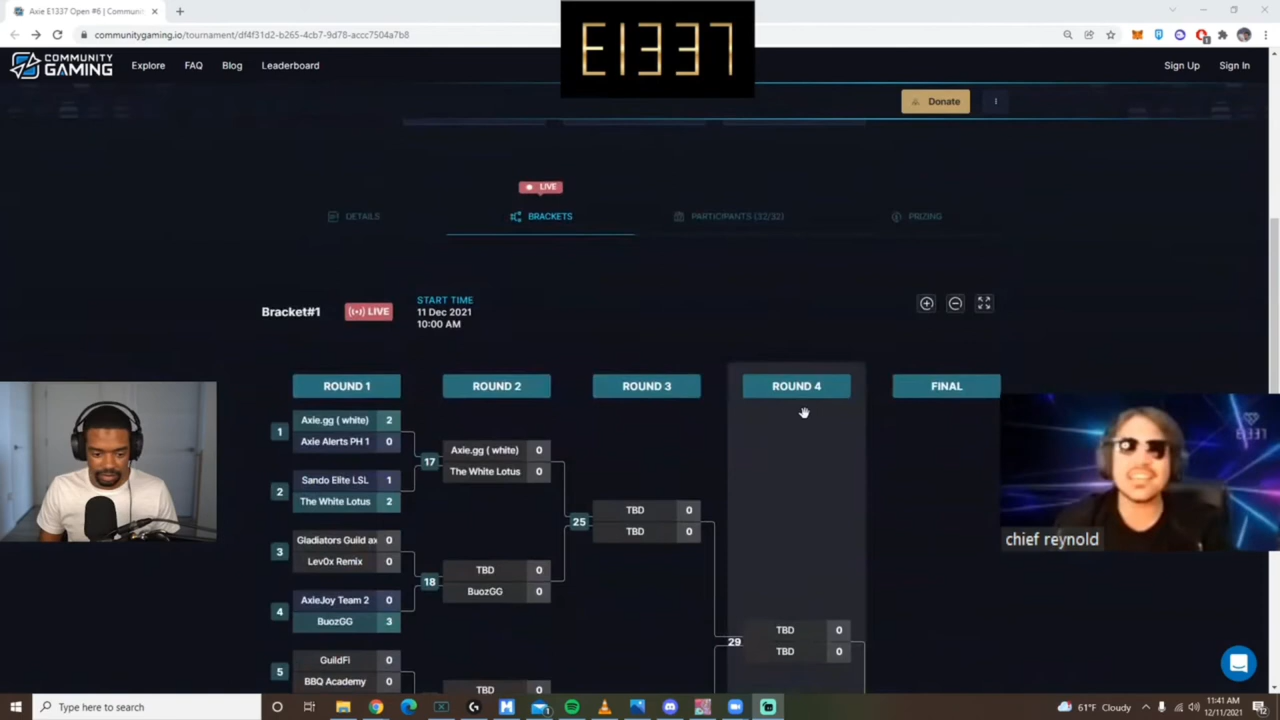 Axie E1337 Open #6 | Communi
E1337
communitygaming.io/tournament/df4f31d2-b265-4cb7-9d78-accc7504a7b8
COMMUNITY
GAMING
Explore
FAQ
Blog
Leaderboard
Sign Up
Sign In
Donate
LIVE
DETAILS
BRACKETS
PARTICIPANTS (32/32)
PRIZING
Bracket#1
LIVE
START TIME
11 Dec 2021
10:00 AM
ROUND 1
ROUND 2
ROUND 3
ROUND 4
FINAL
1
Axie.gg ( white) 2
Axie Alerts PH 1 0
2
Sando Elite LSL 1
The White Lotus 2
3
Gladiators Guild ax 0
Lev0x Remix 0
4
AxieJoy Team 2 0
BuozGG 3
5
GuildFi 0
BBQ Academy 0
17
Axie.gg ( white) 0
The White Lotus 0
18
TBD 0
BuozGG 0
TBD 0
25
TBD 0
TBD 0
29
TBD 0
TBD 0
chief reynold
Type here to search
61°F Cloudy
11:41 AM
12/11/2021
12